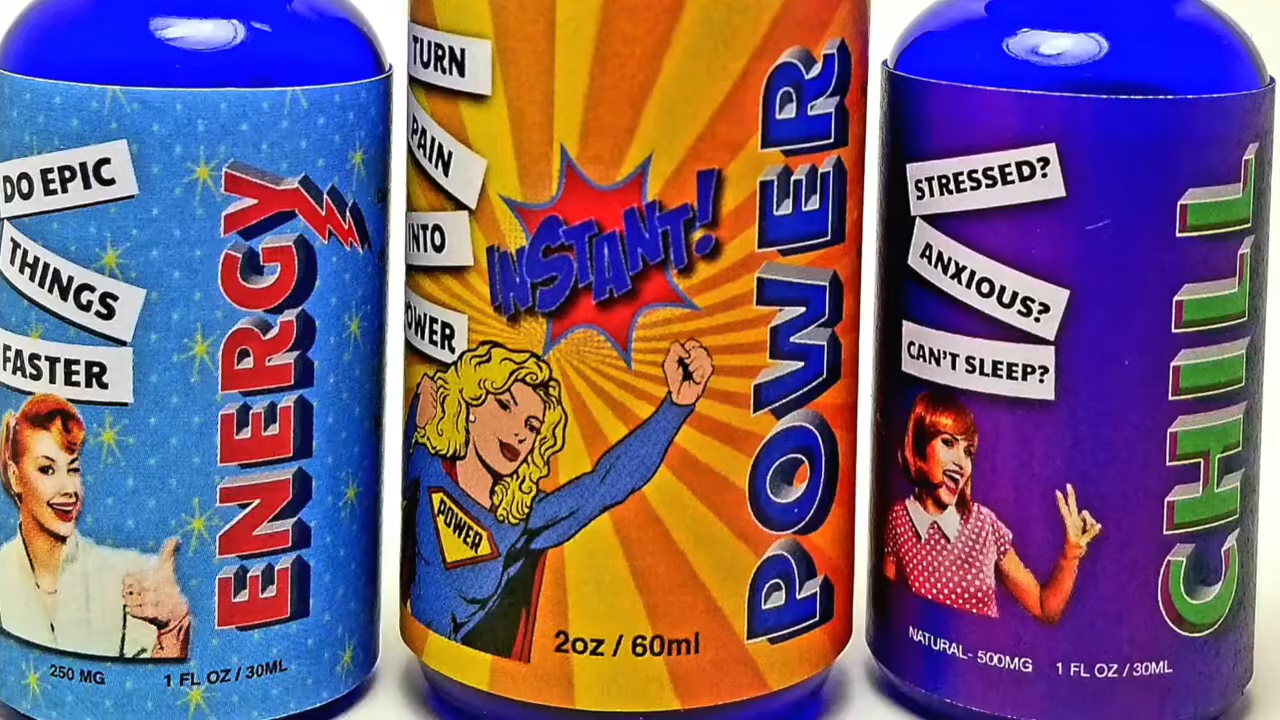 DO EPIC
THINGS
FASTER
ENERGY
250 MG
1 FL OZ / 30ML
TURN
PAIN
INTO
OWER
INSTANT!
POWER
POWER
2oz / 60ml
STRESSED?
ANXIOUS?
CAN'T SLEEP?
CHILL
NATURAL- 500MG
1 FL OZ / 30ML